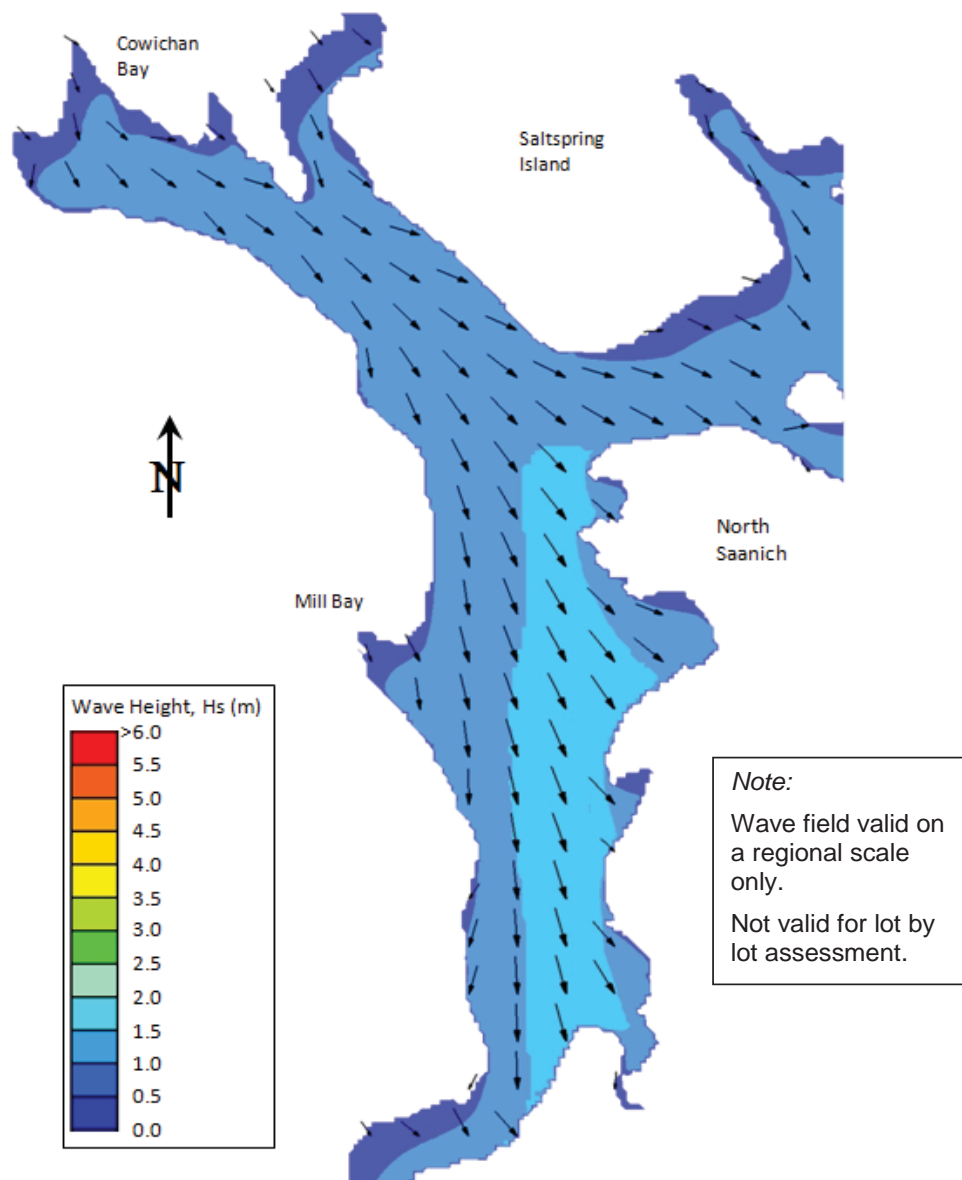 Cowichan
Bay
Saltspring
Island
N
North
Saanich
Mill Bay
Wave Height, Hs (m)
>6.0
5.5
5.0
4.5
4.0
3.5
3.0
2.5
2.0
1.5
1.0
0.5
0.0
Note:
Wave field valid on
a regional scale
only.
Not valid for lot by
lot assessment.